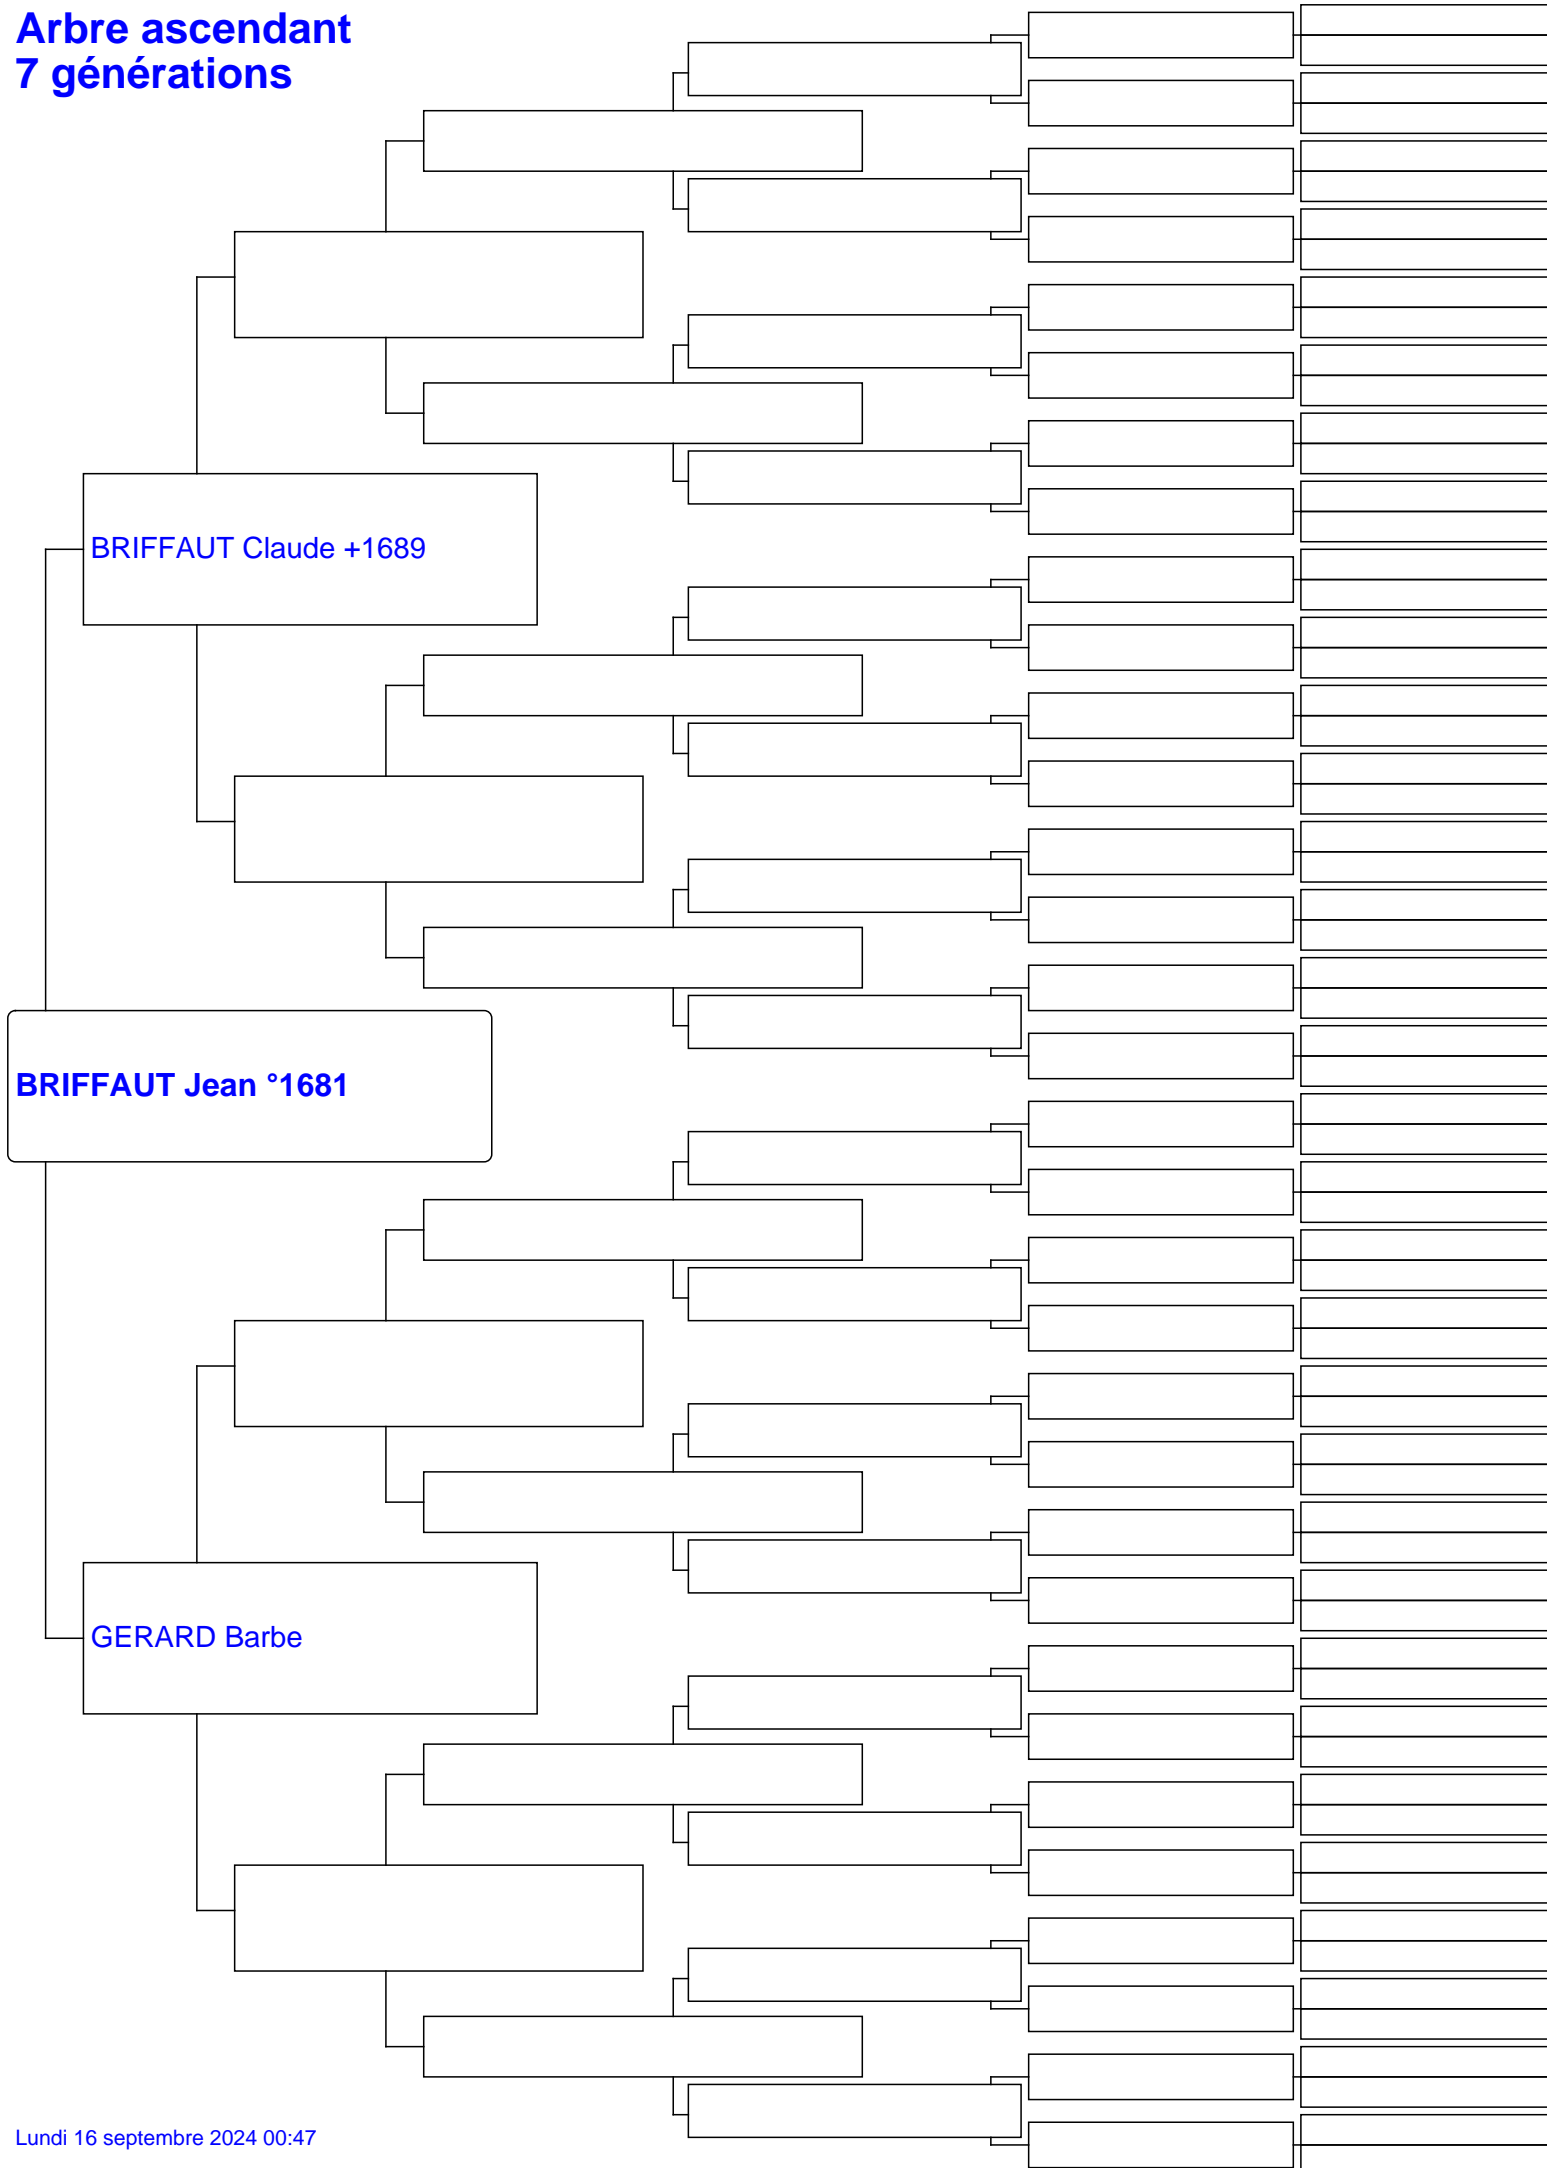 Arbre ascendant
7 générations
BRIFFAUT Claude +1689
BRIFFAUT Jean °1681
GERARD Barbe
Lundi 16 septembre 2024 00:47